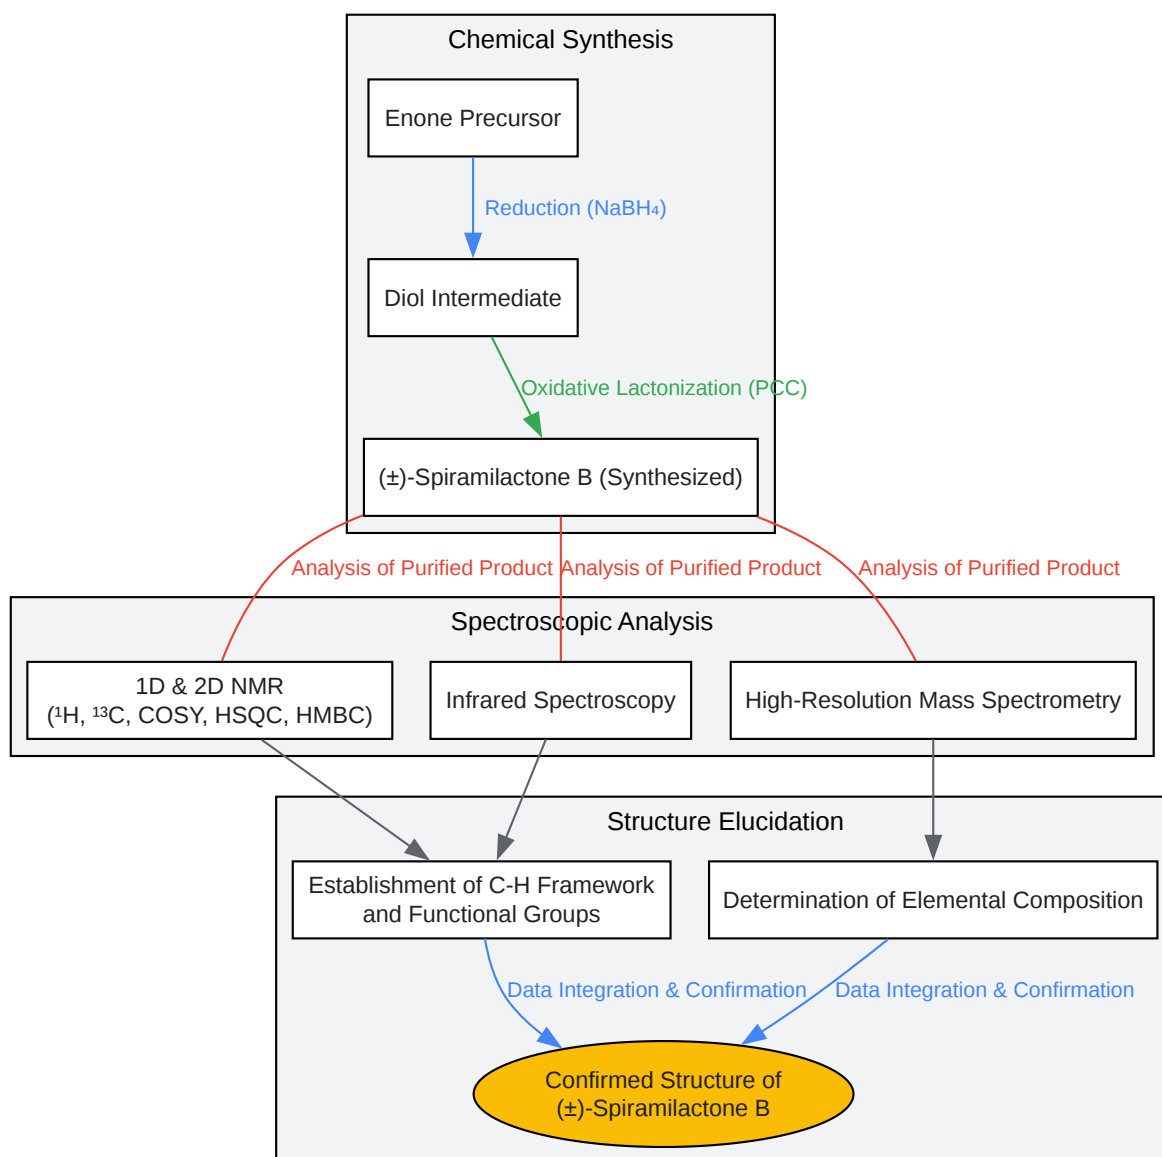 Chemical Synthesis
Enone Precursor
Reduction (NaBH₄)
Diol Intermediate
Oxidative Lactonization (PCC)
(±)-Spiramilactone B (Synthesized)
Analysis of Purified Product
Analysis of Purified Product
Analysis of Purified Product
Spectroscopic Analysis
1D & 2D NMR
(¹H, ¹³C, COSY, HSQC, HMBC)
Infrared Spectroscopy
High-Resolution Mass Spectrometry
Structure Elucidation
Establishment of C-H Framework
and Functional Groups
Determination of Elemental Composition
Data Integration & Confirmation
Data Integration & Confirmation
Confirmed Structure of
(±)-Spiramilactone B